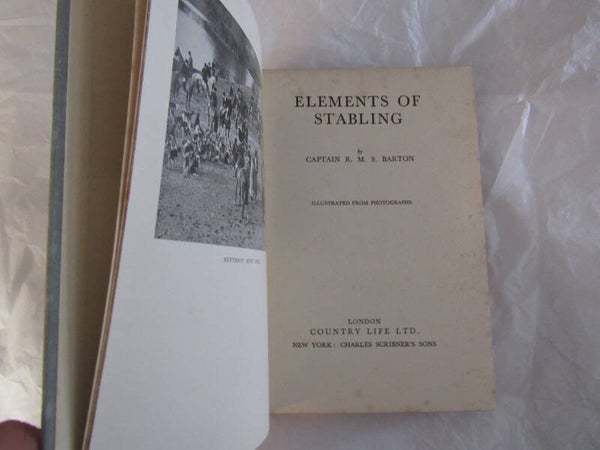 ELEMENTS OF
STABLING
by
CAPTAIN R. M. S. BARTON
ILLUSTRATED FROM PHOTOGRAPHS
LONDON
COUNTRY LIFE LTD.
NEW YORK: CHARLES SCRIBNER'S SONS